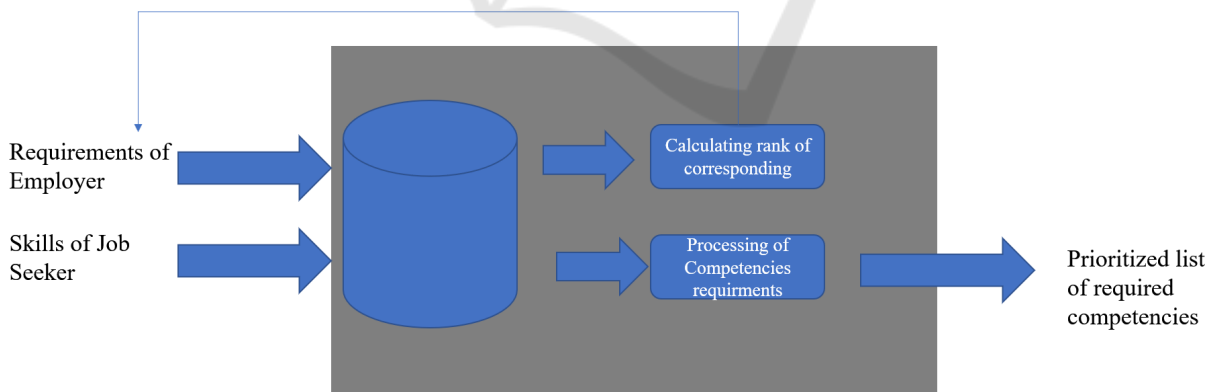 Requirements of
Employer
Skills of Job
Seeker
Calculating rank of
corresponding
Processing of
Competencies
requirments
Prioritized list
of required
competencies